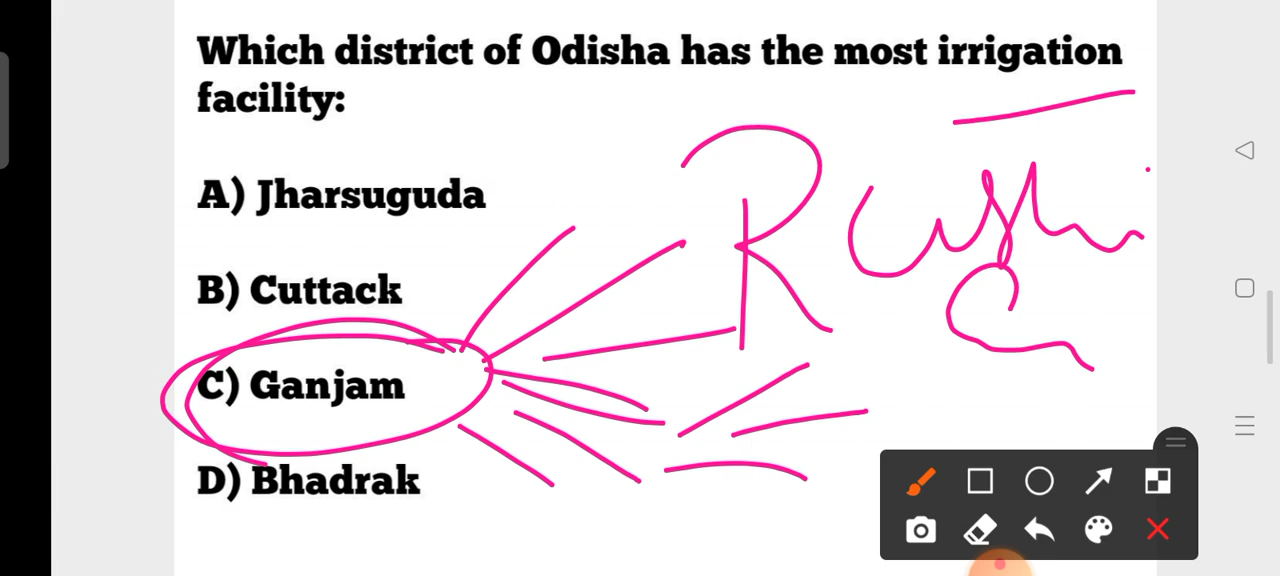 Which district of Odisha has the most irrigation
facility:
A) Jharsuguda
B) Cuttack
C) Ganjam
D) Bhadrak